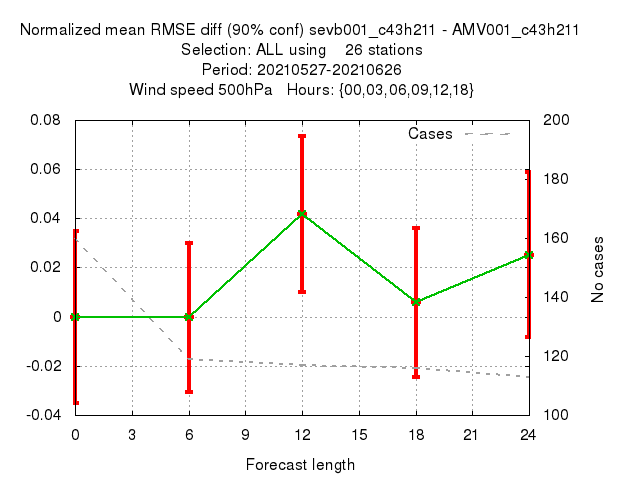 Normalized mean RMSE diff (90% conf) sevb001_c43h211 - AMV001_c43h211
Selection: ALL using    26 stations
Period: 20210527-20210626
Wind speed 500hPa   Hours: {00,03,06,09,12,18}
Cases
0.08
0.06
0.04
0.02
0
-0.02
-0.04
200
180
160
140
120
100
No cases
0 3 6 9 12 15 18 21 24
Forecast length